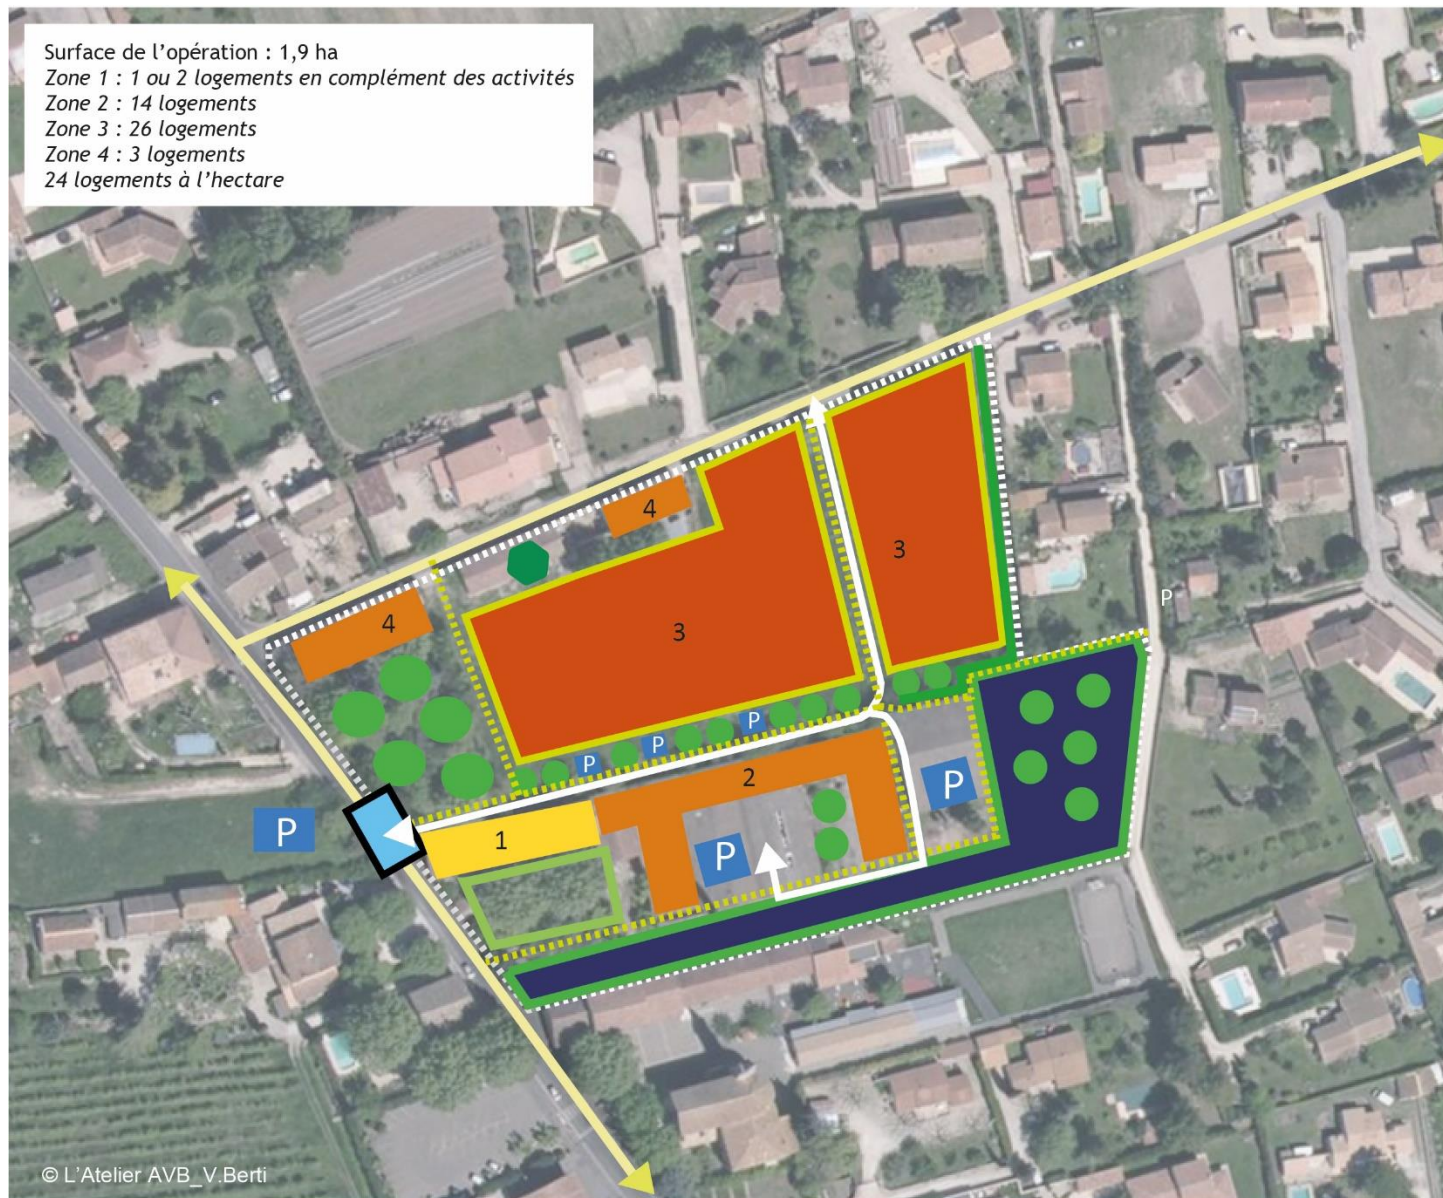 Surface de l'opération : 1,9 ha
Zone 1 : 1 ou 2 logements en complément des activités
Zone 2 : 14 logements
Zone 3 : 26 logements
Zone 4 : 3 logements
24 logements à l'hectare
4
3
P
4
3
P
P
P
2
P
P
1
P
© L'Atelier AVB_V.Berti